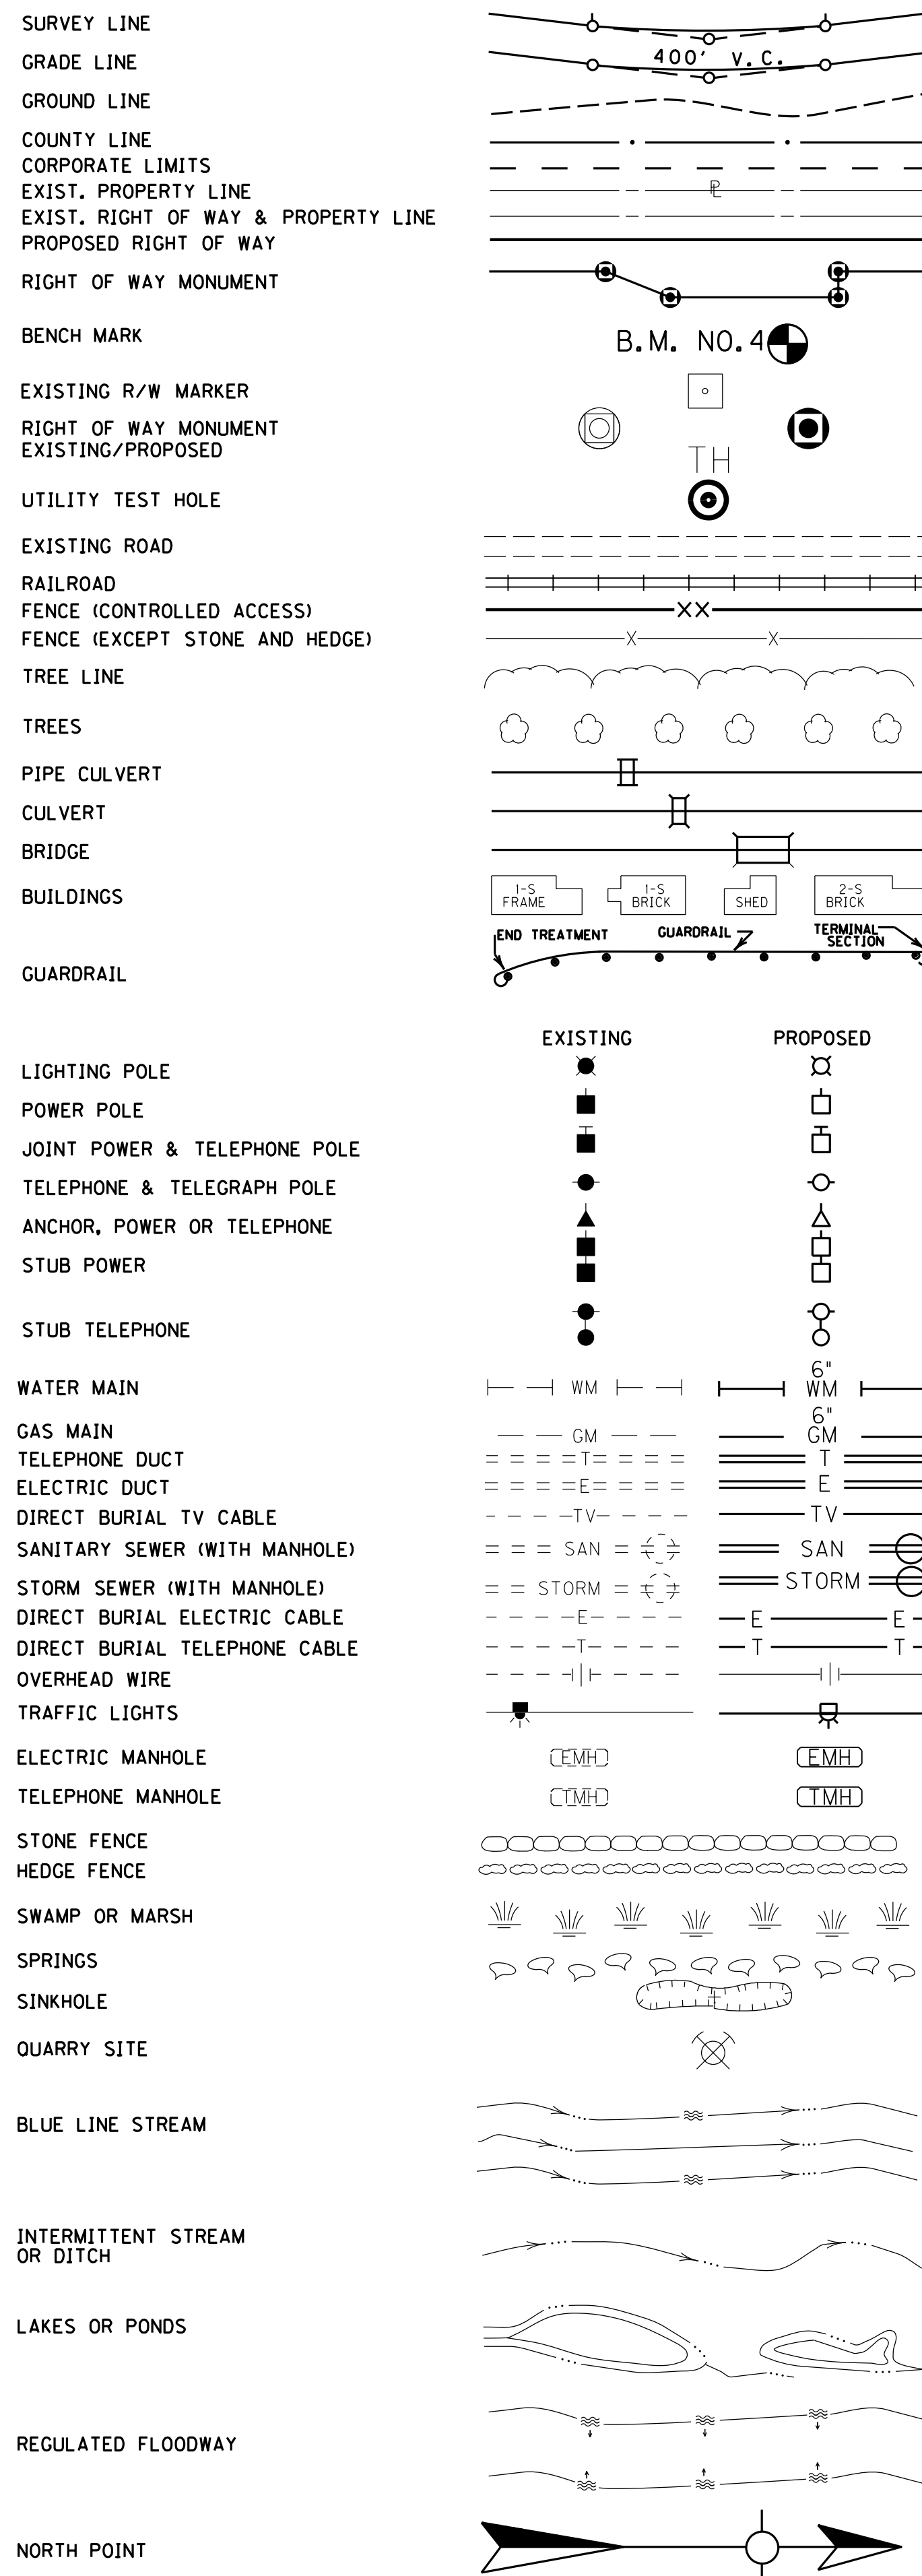 SURVEY LINE
GRADE LINE
400' V.C.
GROUND LINE
COUNTY LINE
CORPORATE LIMITS
EXIST. PROPERTY LINE
PL
EXIST. RIGHT OF WAY & PROPERTY LINE
PROPOSED RIGHT OF WAY
RIGHT OF WAY MONUMENT
BENCH MARK
B.M. NO.4
EXISTING R/W MARKER
RIGHT OF WAY MONUMENT
EXISTING/PROPOSED
TH
UTILITY TEST HOLE
EXISTING ROAD
RAILROAD
FENCE (CONTROLLED ACCESS)
XX
FENCE (EXCEPT STONE AND HEDGE)
X X
TREE LINE
TREES
PIPE CULVERT
CULVERT
BRIDGE
BUILDINGS
1-S FRAME
1-S BRICK
SHED
2-S BRICK
END TREATMENT
GUARDRAIL
TERMINAL SECTION
GUARDRAIL
EXISTING PROPOSED
LIGHTING POLE
POWER POLE
JOINT POWER & TELEPHONE POLE
TELEPHONE & TELEGRAPH POLE
ANCHOR, POWER OR TELEPHONE
STUB POWER
STUB TELEPHONE
6"
WATER MAIN WM WM
6"
GAS MAIN GM GM
TELEPHONE DUCT T T
ELECTRIC DUCT E E
DIRECT BURIAL TV CABLE TV TV
SANITARY SEWER (WITH MANHOLE) SAN SAN
STORM SEWER (WITH MANHOLE) STORM STORM
DIRECT BURIAL ELECTRIC CABLE E E E
DIRECT BURIAL TELEPHONE CABLE T T T
OVERHEAD WIRE
TRAFFIC LIGHTS
ELECTRIC MANHOLE EMH EMH
TELEPHONE MANHOLE TMH TMH
STONE FENCE
HEDGE FENCE
SWAMP OR MARSH
SPRINGS
SINKHOLE
QUARRY SITE
BLUE LINE STREAM
INTERMITTENT STREAM
OR DITCH
LAKES OR PONDS
REGULATED FLOODWAY
NORTH POINT